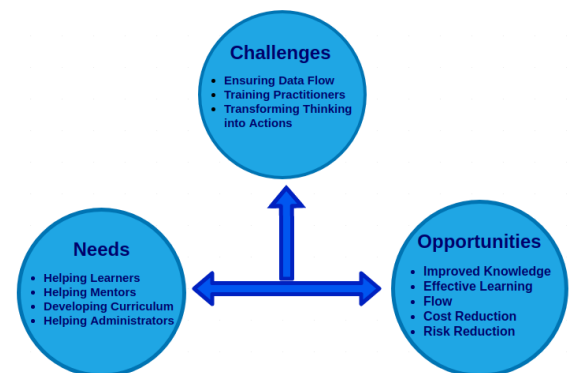 Challenges
Ensuring Data Flow
Training Practitioners
Transforming Thinking
into Actions
Needs
Helping Learners
Helping Mentors
Developing Curriculum
Helping Administrators
Opportunities
Improved Knowledge
Effective Learning
Flow
Cost Reduction
Risk Reduction